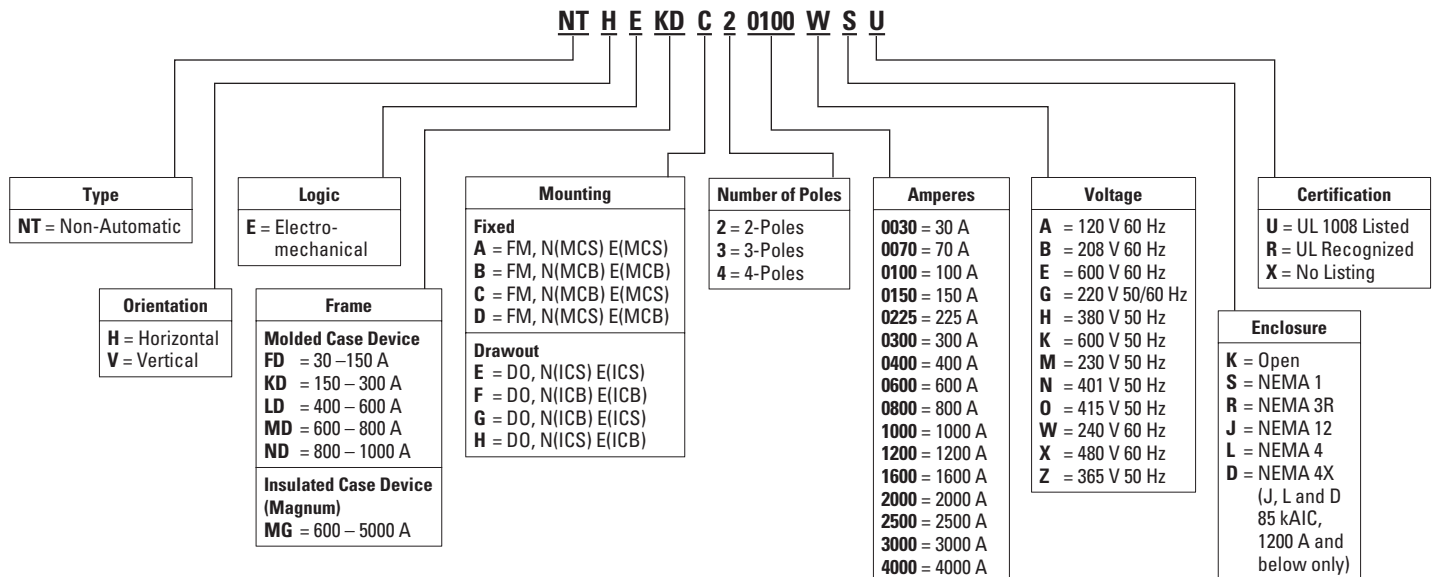 NT H E KD C 2 0100 W S U
Type
NT = Non-Automatic
Orientation
H = Horizontal
V = Vertical
Logic
E = Electro-
mechanical
Frame
Molded Case Device
FD = 30 –150 A
KD = 150 – 300 A
LD = 400 – 600 A
MD = 600 – 800 A
ND = 800 – 1000 A
Insulated Case Device
(Magnum)
MG = 600 – 5000 A
Mounting
Fixed
A = FM, N(MCS) E(MCS)
B = FM, N(MCB) E(MCB)
C = FM, N(MCB) E(MCS)
D = FM, N(MCS) E(MCB)
Drawout
E = DO, N(ICS) E(ICS)
F = DO, N(ICB) E(ICB)
G = DO, N(ICB) E(ICS)
H = DO, N(ICS) E(ICB)
Number of Poles
2 = 2-Poles
3 = 3-Poles
4 = 4-Poles
Amperes
0030 = 30 A
0070 = 70 A
0100 = 100 A
0150 = 150 A
0225 = 225 A
0300 = 300 A
0400 = 400 A
0600 = 600 A
0800 = 800 A
1000 = 1000 A
1200 = 1200 A
1600 = 1600 A
2000 = 2000 A
2500 = 2500 A
3000 = 3000 A
4000 = 4000 A
Voltage
A = 120 V 60 Hz
B = 208 V 60 Hz
E = 600 V 60 Hz
G = 220 V 50/60 Hz
H = 380 V 50 Hz
K = 600 V 50 Hz
M = 230 V 50 Hz
N = 401 V 50 Hz
O = 415 V 50 Hz
W = 240 V 60 Hz
X = 480 V 60 Hz
Z = 365 V 50 Hz
Certification
U = UL 1008 Listed
R = UL Recognized
X = No Listing
Enclosure
K = Open
S = NEMA 1
R = NEMA 3R
J = NEMA 12
L = NEMA 4
D = NEMA 4X
(J, L and D
85 kAIC,
1200 A and
below only)